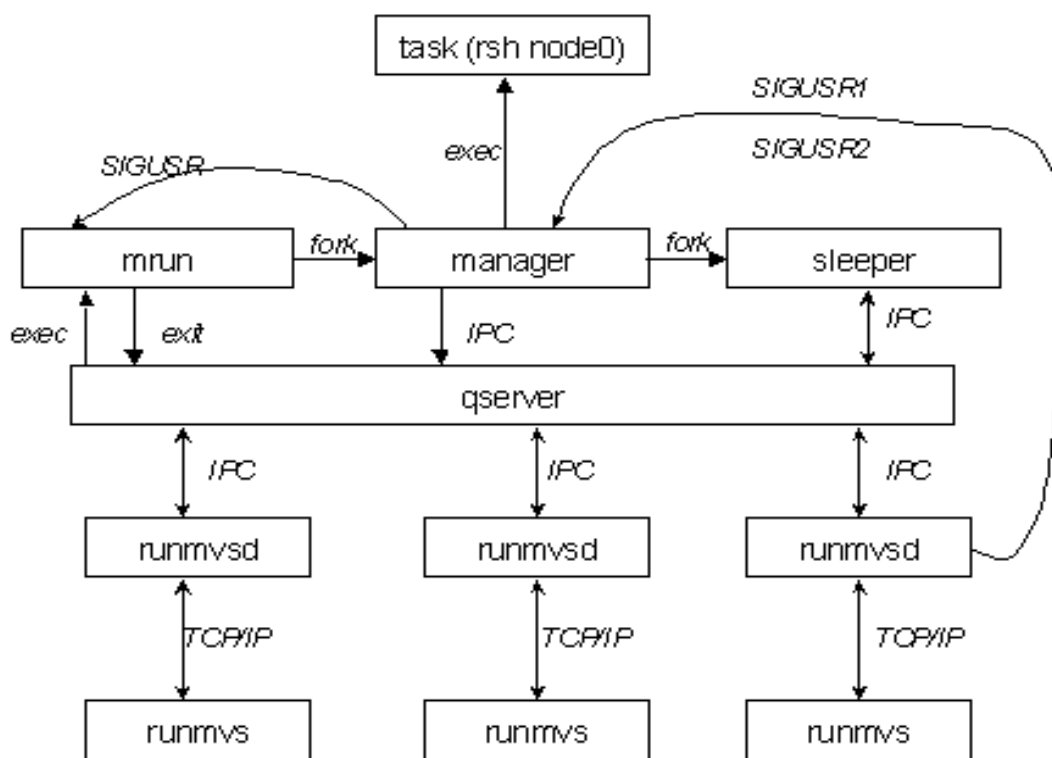 task (rsh node0)
SIGUSR1
exec
SIGUSR2
SIGUSR
mrun
fork
manager
fork
sleeper
exec
exit
IPC
IPC
qserver
IPC
IPC
IPC
runmvsd
runmvsd
runmvsd
TCP/IP
TCP/IP
TCP/IP
runmvs
runmvs
runmvs